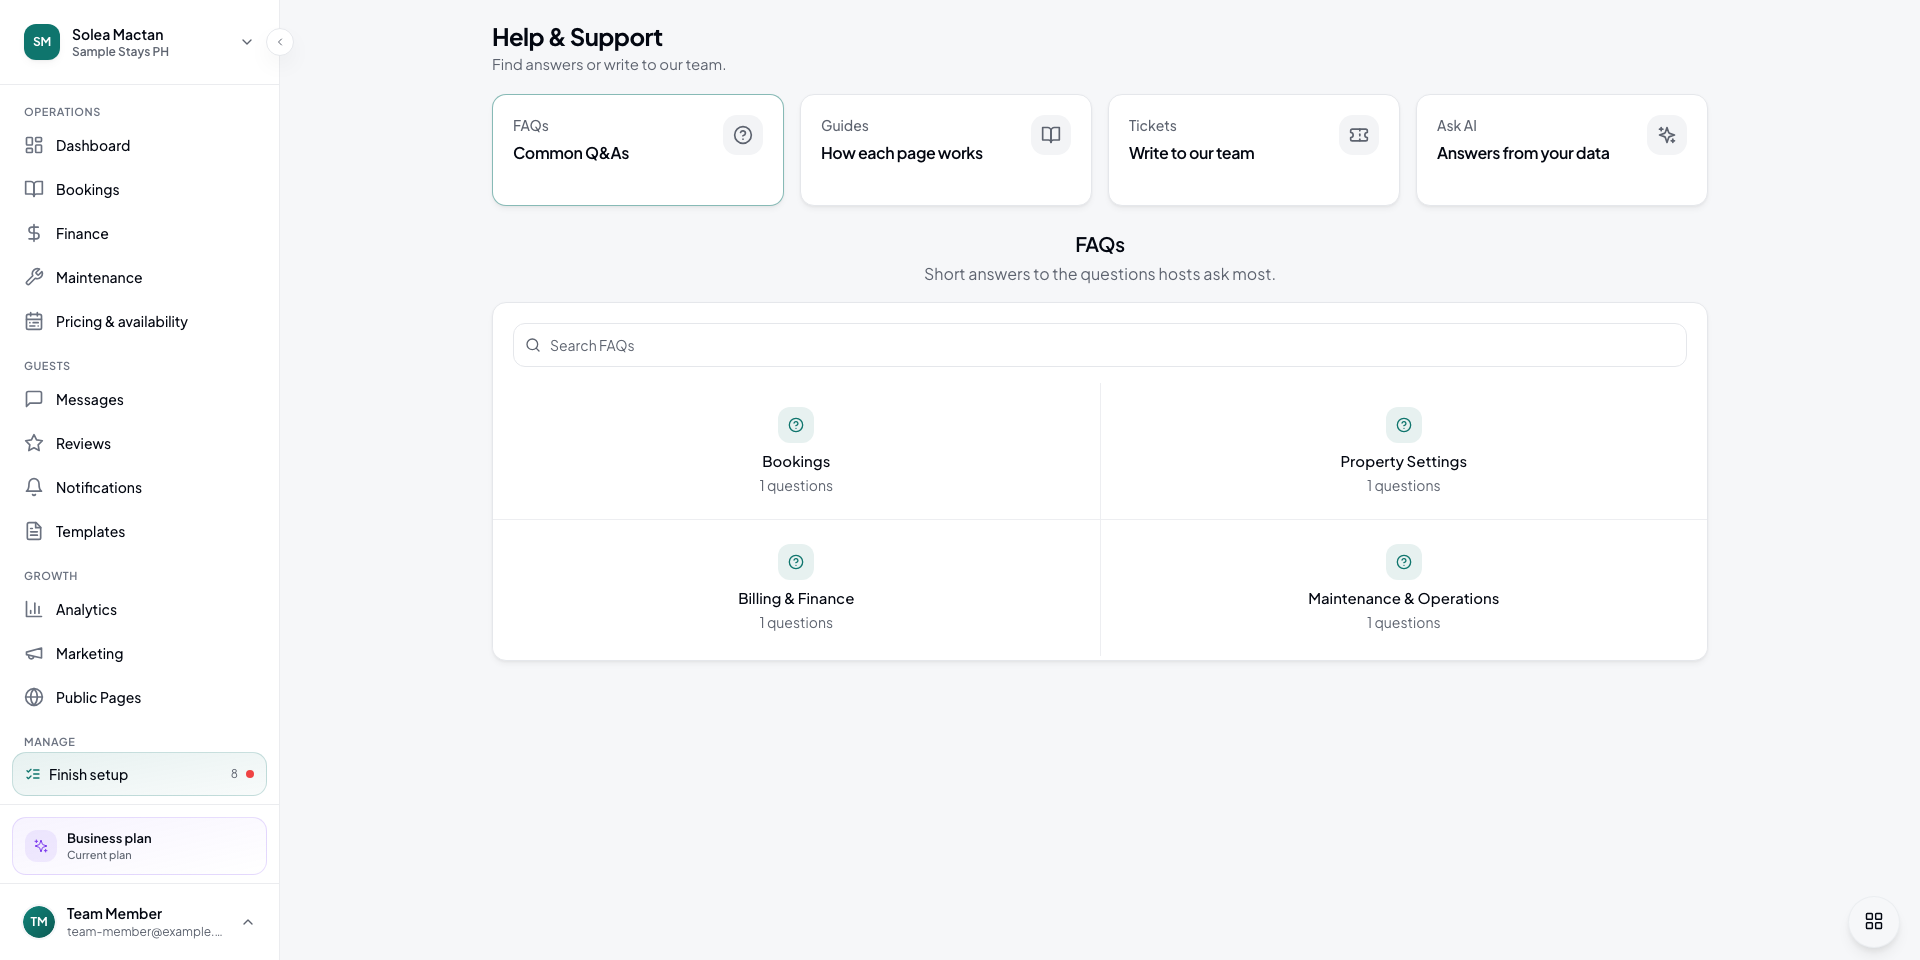 SM
Solea Mactan
Sample Stays PH
OPERATIONS
Dashboard
Bookings
Finance
Maintenance
Pricing & availability
GUESTS
Messages
Reviews
Notifications
Templates
GROWTH
Analytics
Marketing
Public Pages
MANAGE
Finish setup 8
Business plan
Current plan
TM
Team Member
team-member@example....
Help & Support
Find answers or write to our team.
FAQs
Common Q&As
Guides
How each page works
Tickets
Write to our team
Ask AI
Answers from your data
FAQs
Short answers to the questions hosts ask most.
Search FAQs
Bookings
1 questions
Property Settings
1 questions
Billing & Finance
1 questions
Maintenance & Operations
1 questions